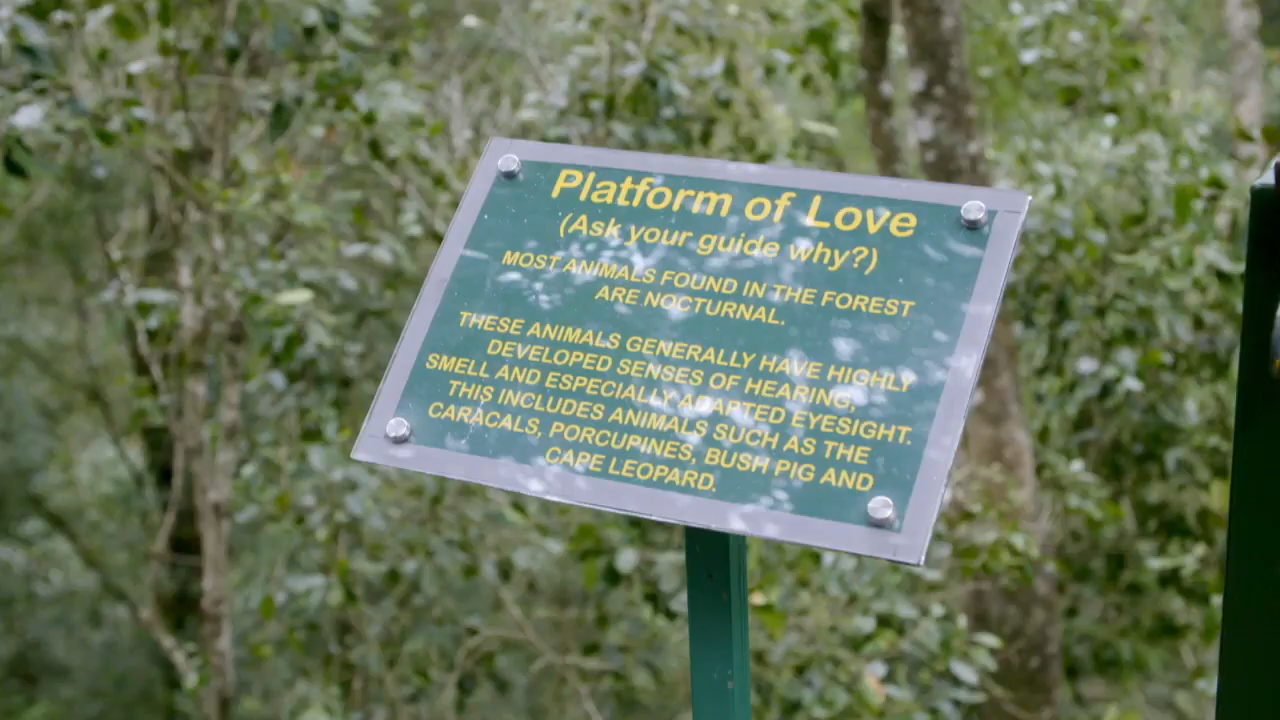 Platform of Love
(Ask your guide why?)
MOST ANIMALS FOUND IN THE FOREST
ARE NOCTURNAL.
THESE ANIMALS GENERALLY HAVE HIGHLY
DEVELOPED SENSES OF HEARING,
SMELL AND ESPECIALLY ADAPTED EYESIGHT.
THIS INCLUDES ANIMALS SUCH AS THE
CARACALS, PORCUPINES, BUSH PIG AND
CAPE LEOPARD.